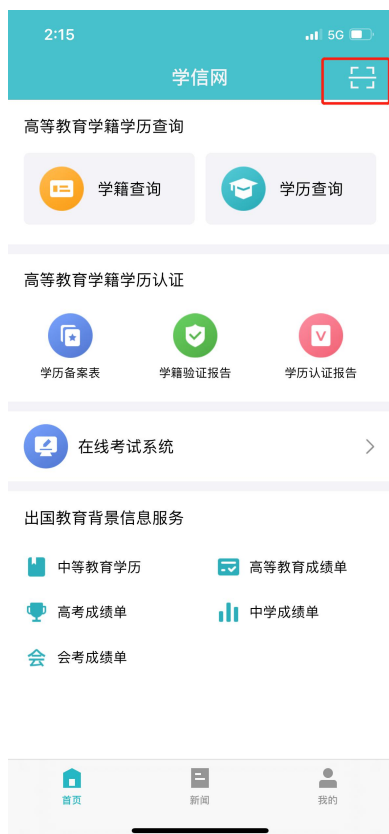 2:15 5G
学信网
高等教育学籍学历查询
学籍查询 学历查询
高等教育学籍学历认证
学历备案表 学籍验证报告 学历认证报告
在线考试系统
出国教育背景信息服务
中等教育学历 高等教育成绩单
高考成绩单 中学成绩单
会 会考成绩单
首页 新闻 我的